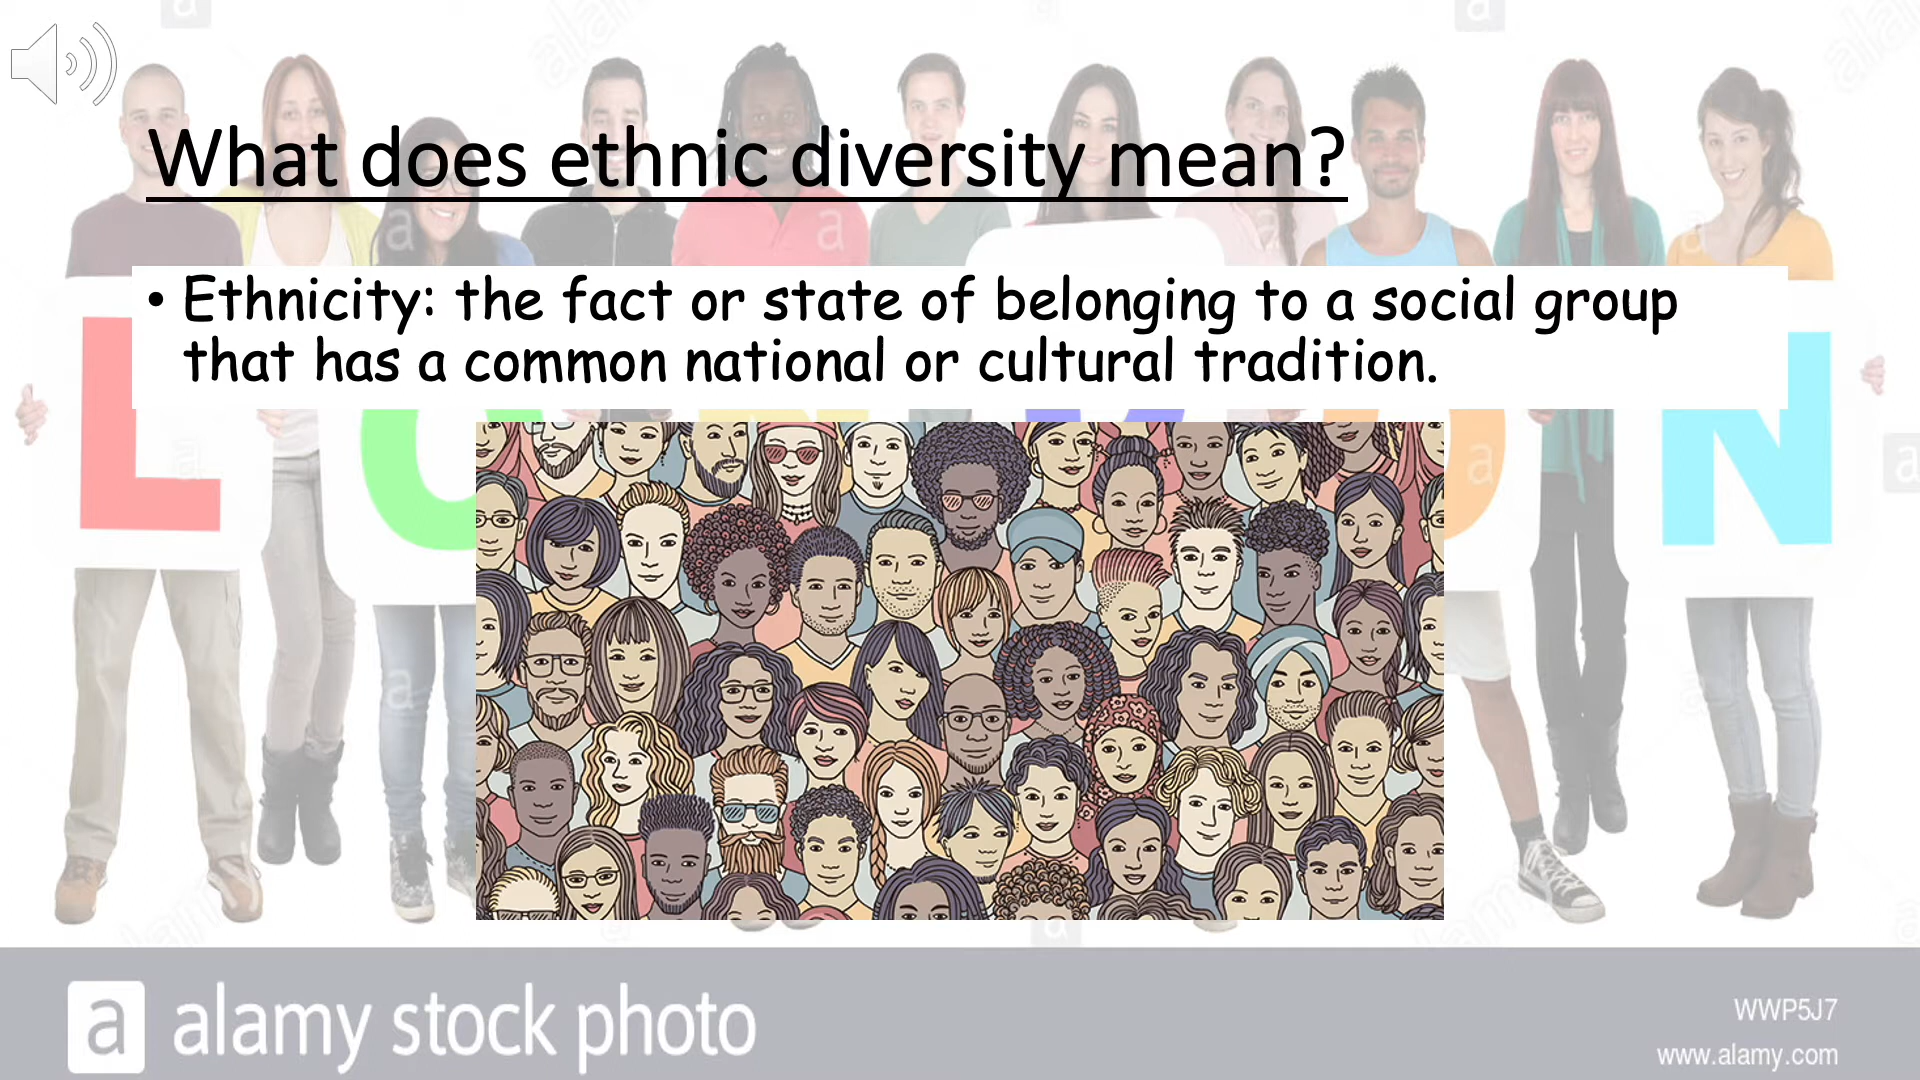 What does ethnic diversity mean?
• Ethnicity: the fact or state of belonging to a social group
that has a common national or cultural tradition.
L O N D O N
a alamy stock photo
WWP5J7
www.alamy.com